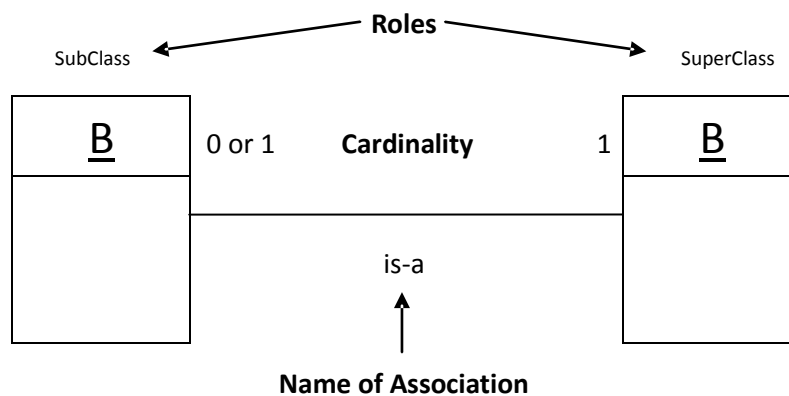 Roles
SubClass
SuperClass
B
0 or 1
Cardinality
1
B
is-a
Name of Association